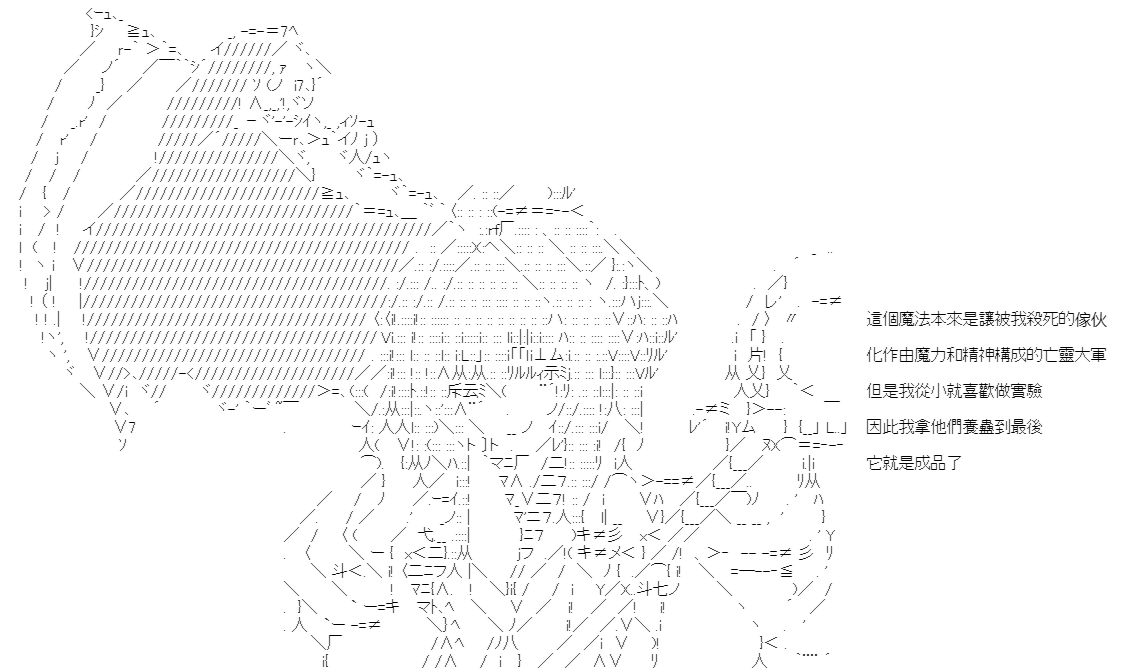 這個魔法本來是讓被我殺死的傢伙
化作由魔力和精神構成的亡靈大軍
但是我從小就喜歡做實驗
因此我拿他們養蠱到最後
它就是成品了